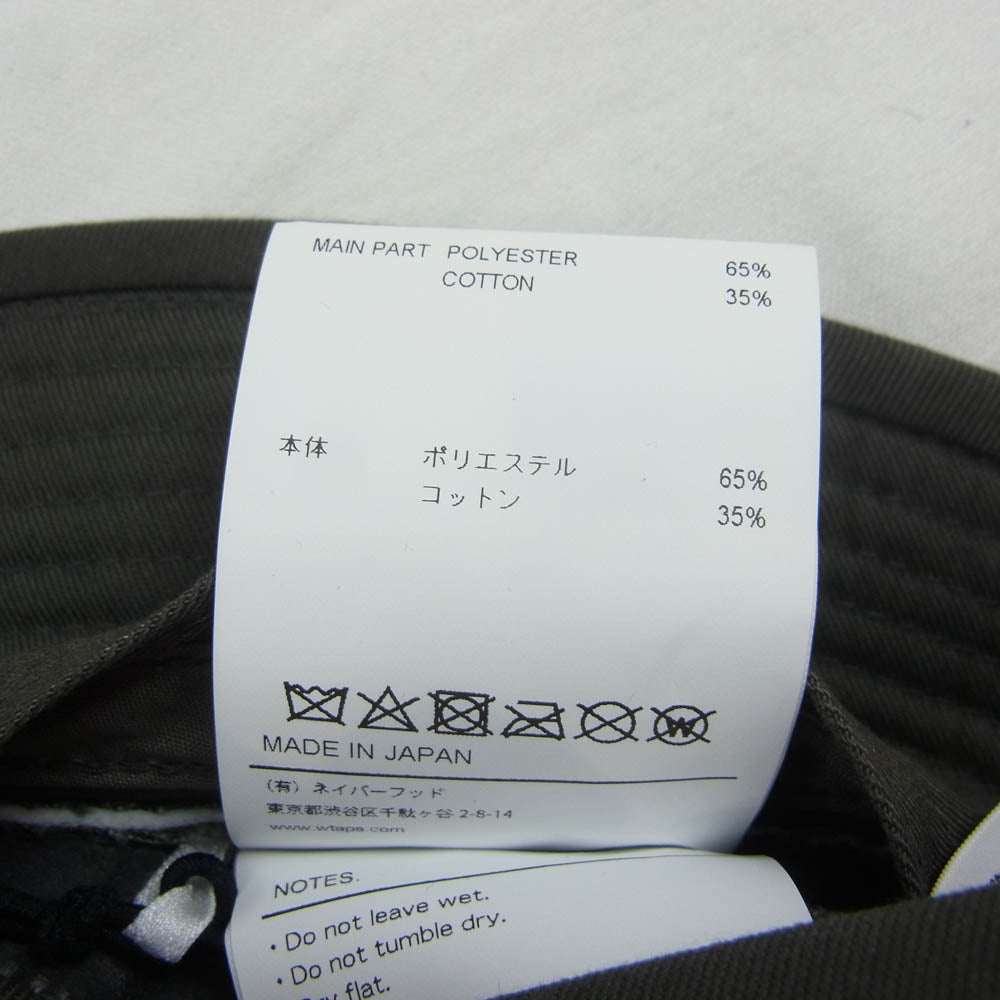 MAIN PART POLYESTER 65%
COTTON 35%
本体 ポリエステル 65%
コットン 35%
MADE IN JAPAN
(有) ネイバーフッド
東京都渋谷区千駄ヶ谷 2-8-14
www.wtaps.com
NOTES.
・Do not leave wet.
・Do not tumble dry.
flat.